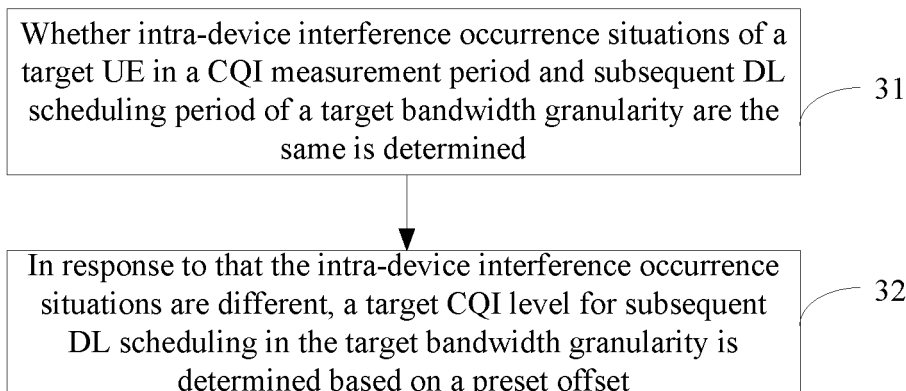 Whether intra-device interference occurrence situations of a
target UE in a CQI measurement period and subsequent DL
scheduling period of a target bandwidth granularity are the
same is determined
31
In response to that the intra-device interference occurrence
situations are different, a target CQI level for subsequent
DL scheduling in the target bandwidth granularity is
determined based on a preset offset
32